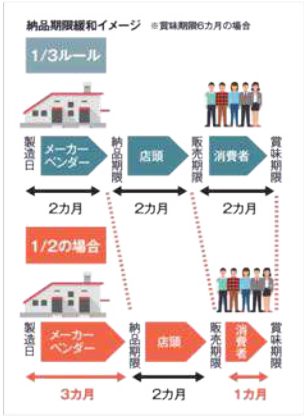 納品期限緩和イメージ ※賞味期限6カ月の場合
1/3ルール
製造日
メーカー
ベンダー
納品期限
店頭
販売期限
消費者
賞味期限
2カ月
2カ月
2カ月
1/2の場合
製造日
メーカー
ベンダー
納品期限
店頭
販売期限
消費者
賞味期限
3カ月
2カ月
1カ月